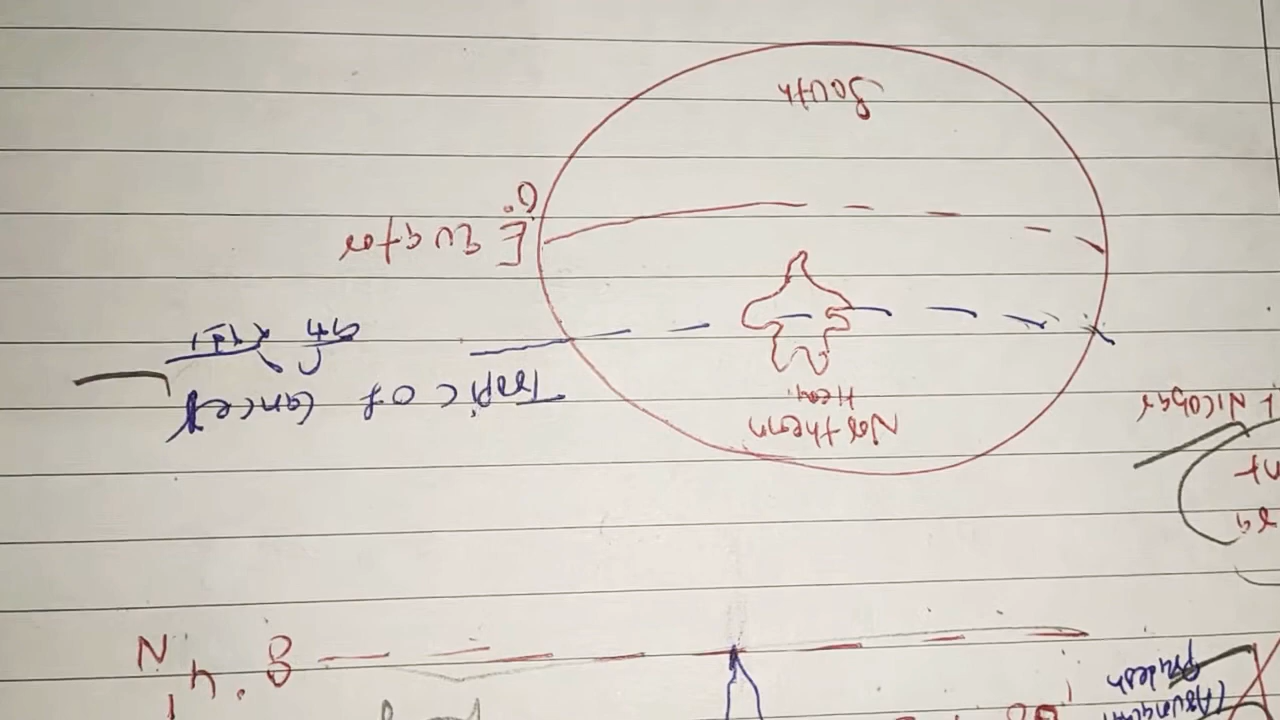 Pradesh
8°4' N
Nicobar
Northern
Hem.
Tropic Of Cancer
कर्क रेखा
Equator
0°
South